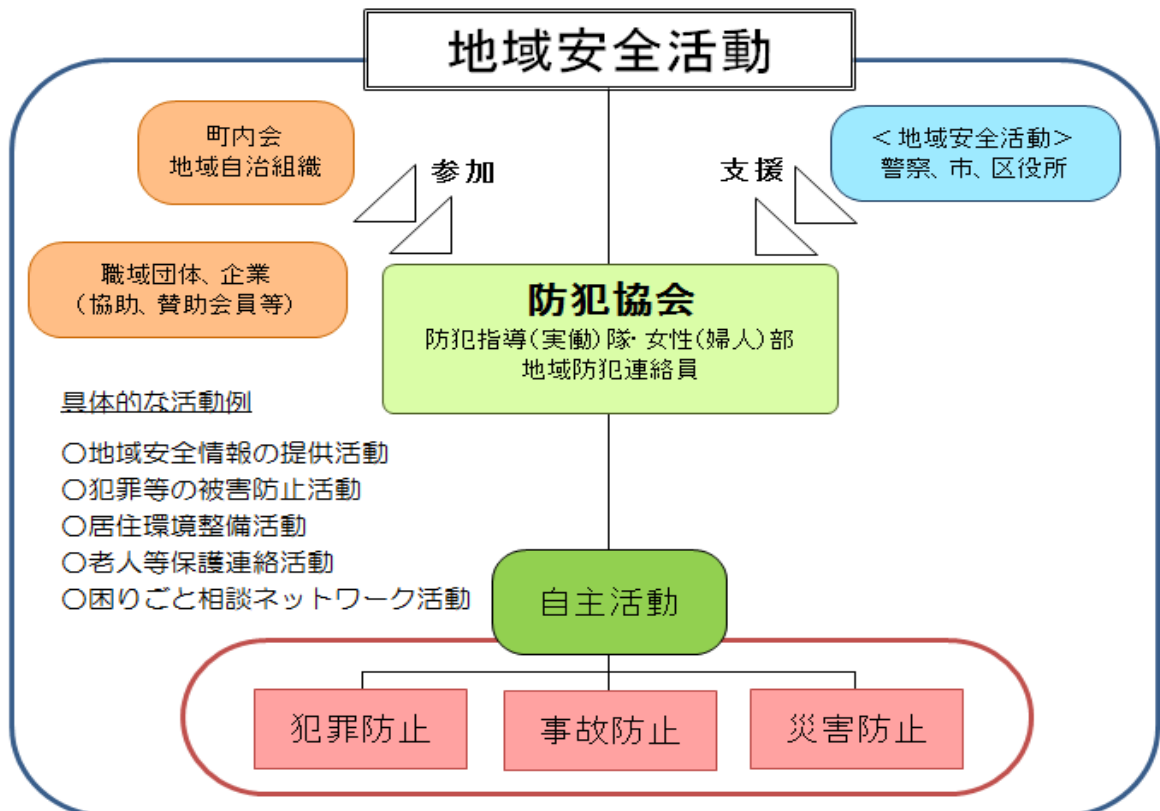 地域安全活動
町内会
地域自治組織
参加
支援
＜地域安全活動＞
警察、市、区役所
職域団体、企業
（協助、賛助会員等）
防犯協会
防犯指導(実働)隊・女性(婦人)部
地域防犯連絡員
具体的な活動例
○地域安全情報の提供活動
○犯罪等の被害防止活動
○居住環境整備活動
○老人等保護連絡活動
○困りごと相談ネットワーク活動
自主活動
犯罪防止
事故防止
災害防止